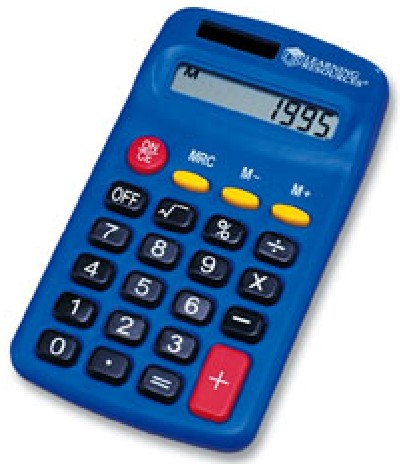 LEARNING
RESOURCES®
M
1995
ON
CE
MRC M- M+
OFF √ % ÷
7 8 9 X
4 5 6 -
1 2 3 +
0 . =